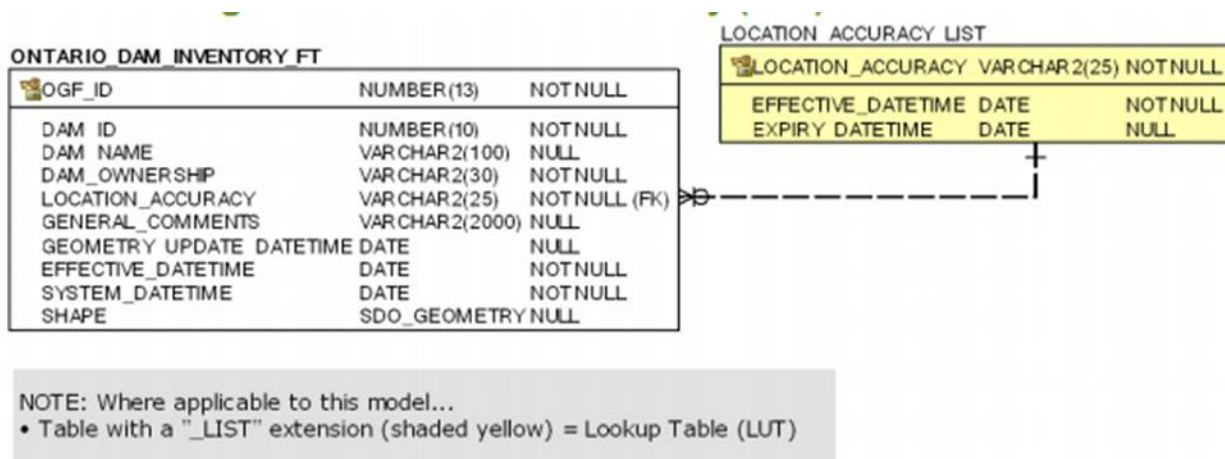 ONTARIO_DAM_INVENTORY_FT
OGF_ID NUMBER(13) NOT NULL
DAM_ID NUMBER(10) NOT NULL
DAM_NAME VARCHAR2(100) NULL
DAM_OWNERSHIP VARCHAR2(30) NOT NULL
LOCATION_ACCURACY VARCHAR2(25) NOT NULL (FK)
GENERAL_COMMENTS VARCHAR2(2000) NULL
GEOMETRY_UPDATE_DATETIME DATE NULL
EFFECTIVE_DATETIME DATE NOT NULL
SYSTEM_DATETIME DATE NOT NULL
SHAPE SDO_GEOMETRY NULL
LOCATION_ACCURACY_LIST
LOCATION_ACCURACY VARCHAR2(25) NOT NULL
EFFECTIVE_DATETIME DATE NOT NULL
EXPIRY_DATETIME DATE NULL
NOTE: Where applicable to this model...
• Table with a "_LIST" extension (shaded yellow) = Lookup Table (LUT)